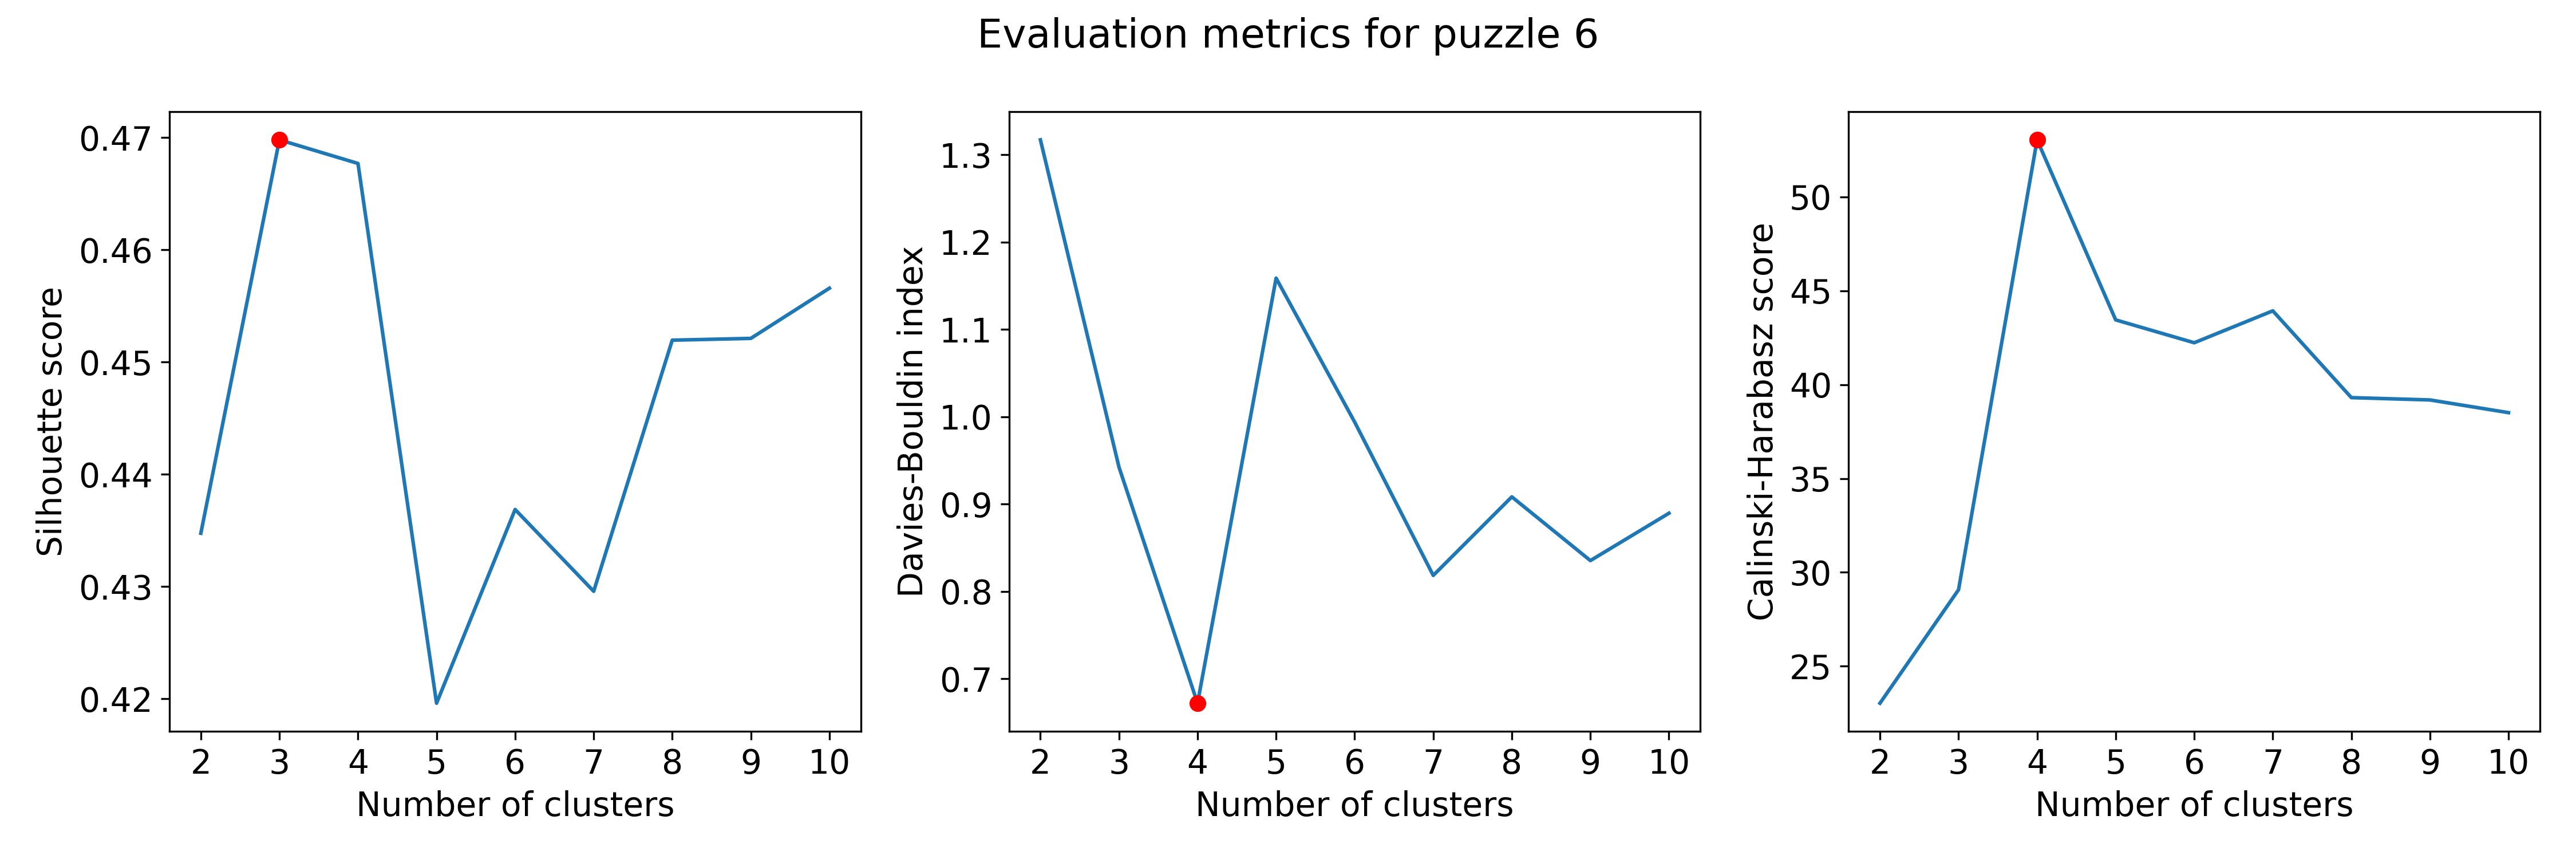 Evaluation metrics for puzzle 6
Silhouette score
0.47
0.46
0.45
0.44
0.43
0.42
2 3 4 5 6 7 8 9 10
Number of clusters
Davies-Bouldin index
1.3
1.2
1.1
1.0
0.9
0.8
0.7
2 3 4 5 6 7 8 9 10
Number of clusters
Calinski-Harabasz score
50
45
40
35
30
25
2 3 4 5 6 7 8 9 10
Number of clusters